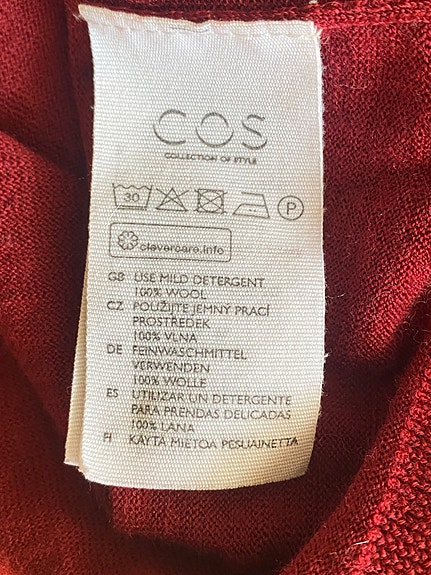 COS
COLLECTION OF STYLE
30 P
clevercare.info
GB USE MILD DETERGENT
100% WOOL
CZ POUŽIJTE JEMNÝ PRACÍ
PROSTŘEDEK
100% VLNA
DE FEINWASCHMITTEL
VERWENDEN
100% WOLLE
ES UTILIZAR UN DETERGENTE
PARA PRENDAS DELICADAS
100% LANA
FI KÄYTÄ MIETOA PESUAINETTA